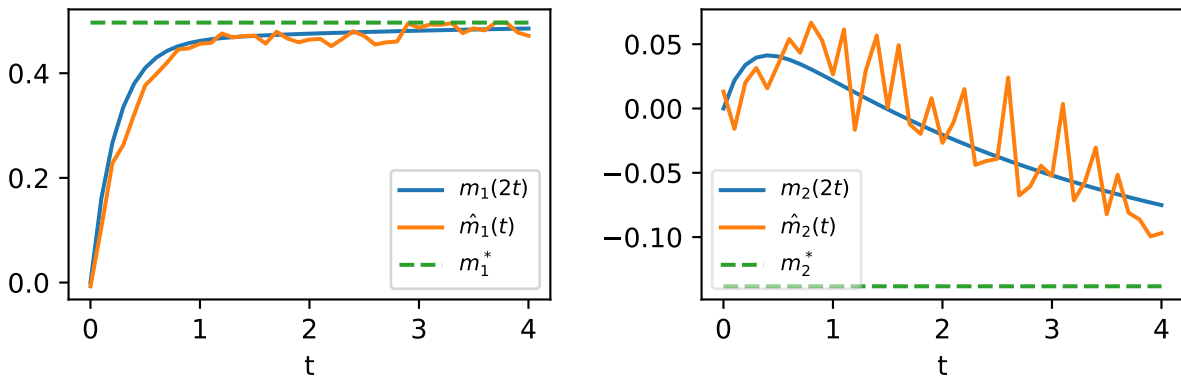 0.4
0.2
0.0
m₁(2t)
m̂₁(t)
m₁*
0 1 2 3 4
t
0.05
0.00
−0.05
−0.10
m₂(2t)
m̂₂(t)
m₂*
0 1 2 3 4
t